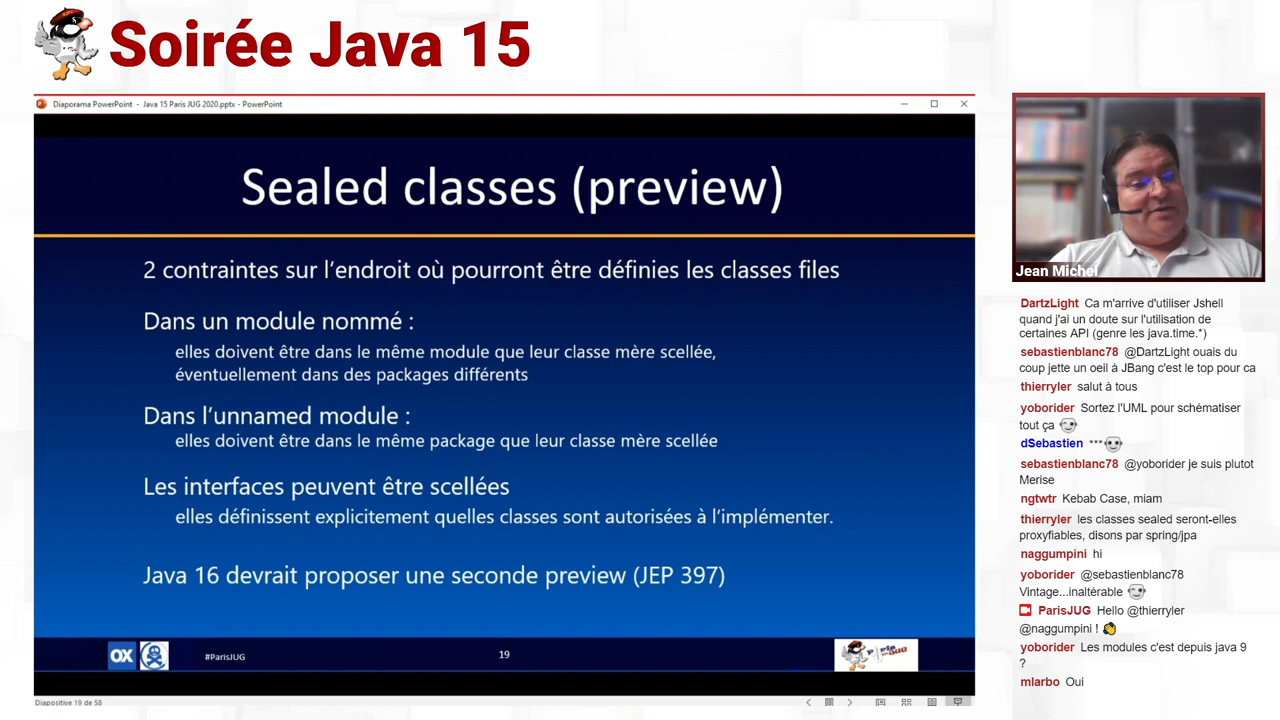 Soirée Java 15
Diaporama PowerPoint - Java 15 Paris JUG 2020.pptx - PowerPoint
Sealed classes (preview)
2 contraintes sur l'endroit où pourront être définies les classes files
Dans un module nommé :
elles doivent être dans le même module que leur classe mère scellée,
éventuellement dans des packages différents
Dans l'unnamed module :
elles doivent être dans le même package que leur classe mère scellée
Les interfaces peuvent être scellées
elles définissent explicitement quelles classes sont autorisées à l'implémenter.
Java 16 devrait proposer une seconde preview (JEP 397)
OX
#ParisJUG
19
Diapositive 19 de 58
Jean Michel
DartzLight Ca m'arrive d'utiliser Jshell
quand j'ai un doute sur l'utilisation de
certaines API (genre les java.time.*)
sebastienblanc78 @DartzLight ouais du
coup jette un oeil à JBang c'est le top pour ca
thierryler salut à tous
yoborider Sortez l'UML pour schématiser
tout ça
dSebastien ***
sebastienblanc78 @yoborider je suis plutot
Merise
ngtwtr Kebab Case, miam
thierryler les classes sealed seront-elles
proxyfiables, disons par spring/jpa
naggumpini hi
yoborider @sebastienblanc78
Vintage...inaltérable
ParisJUG Hello @thierryler
@naggumpini !
yoborider Les modules c'est depuis java 9
?
mlarbo Oui